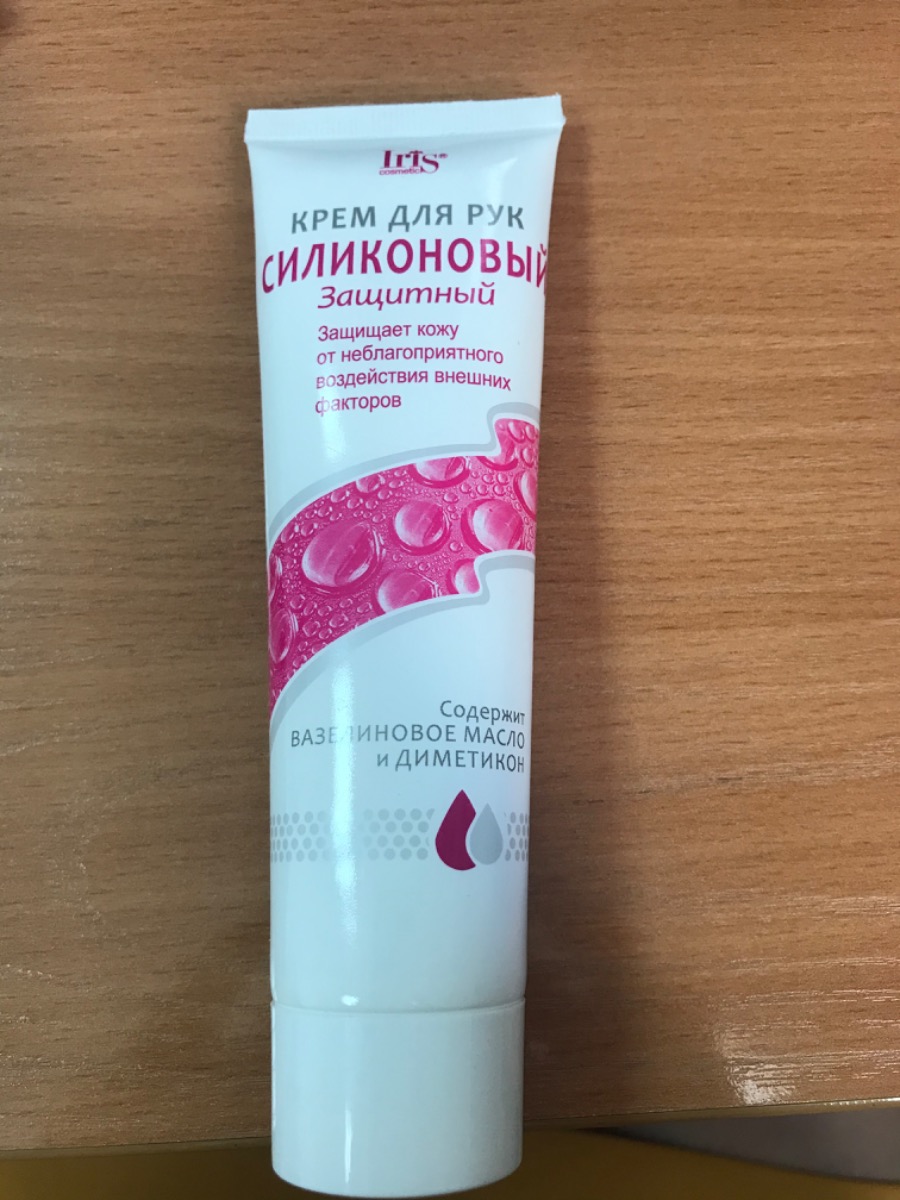 Iris®
cosmetic
КРЕМ ДЛЯ РУК
СИЛИКОНОВЫЙ
Защитный
Защищает кожу
от неблагоприятного
воздействия внешних
факторов
Содержит
ВАЗЕЛИНОВОЕ МАСЛО
и ДИМЕТИКОН